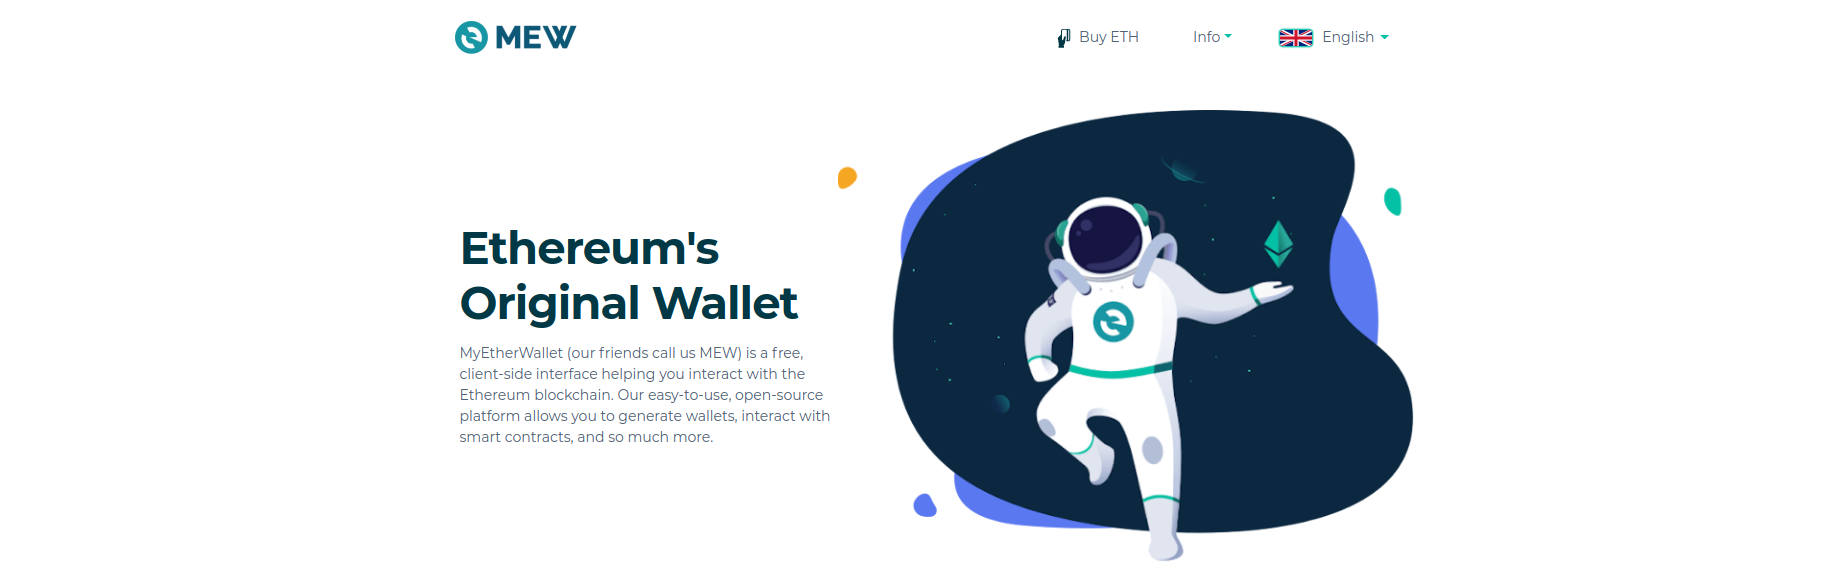 MEW
Buy ETH
Info
English
Ethereum's
Original Wallet
MyEtherWallet (our friends call us MEW) is a free,
client-side interface helping you interact with the
Ethereum blockchain. Our easy-to-use, open-source
platform allows you to generate wallets, interact with
smart contracts, and so much more.